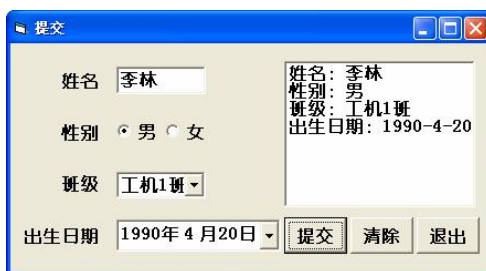 提交
姓名 李林
性别 男 女
班级 工机1班
出生日期 1990年 4 月20日
姓名: 李林
性别: 男
班级: 工机1班
出生日期: 1990-4-20
提交 清除 退出